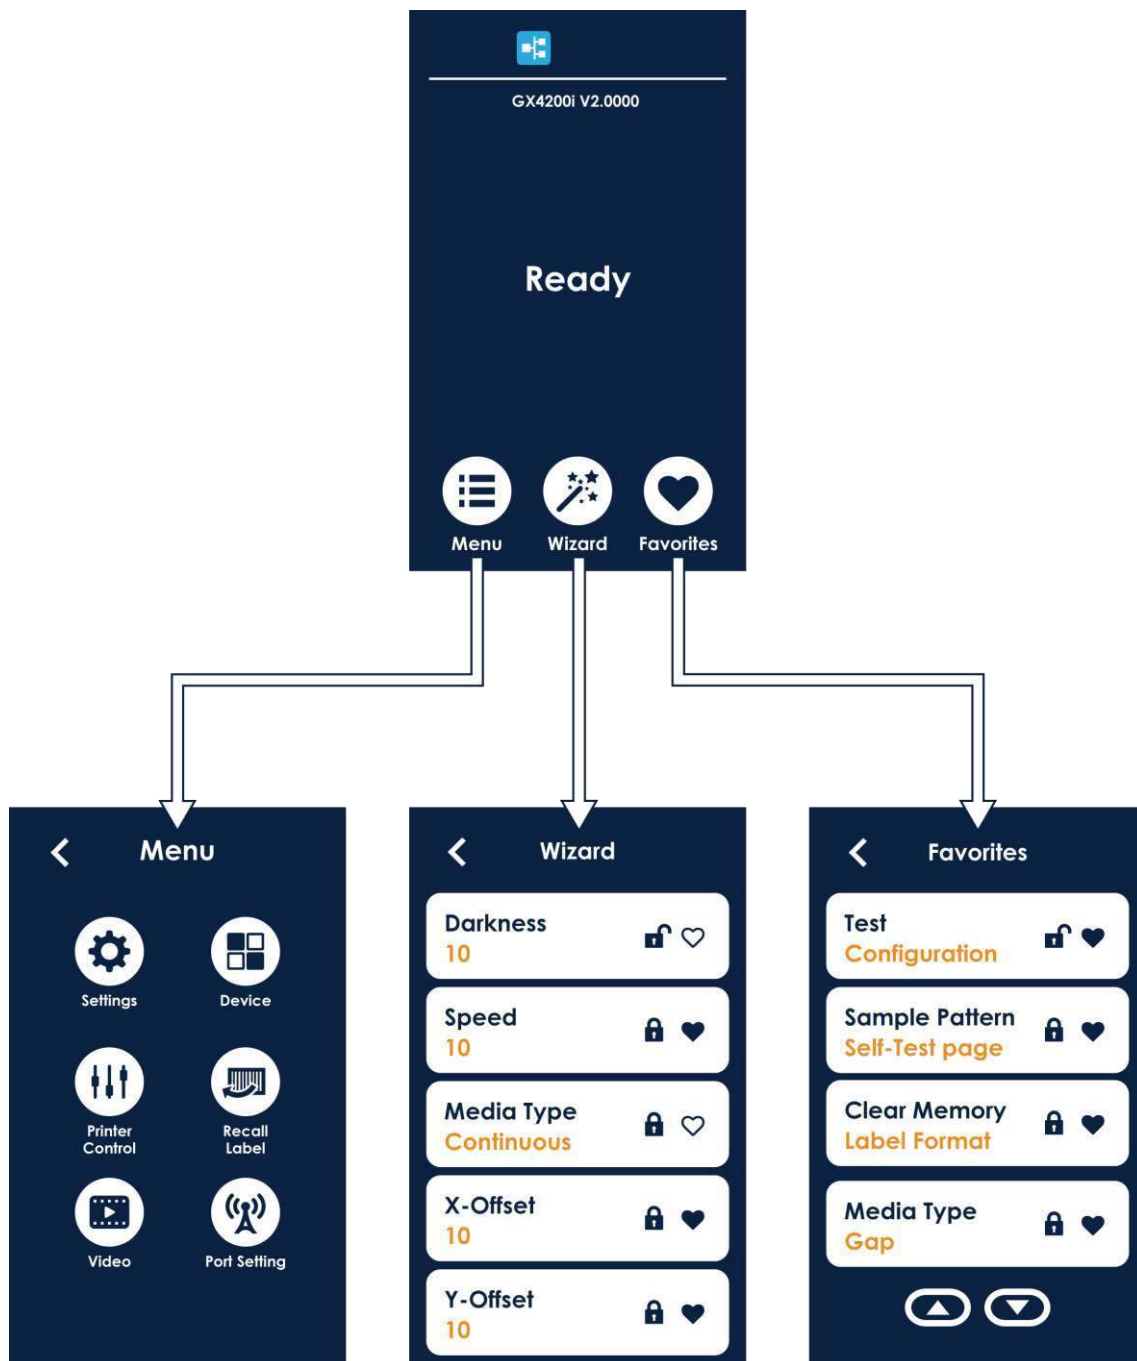 GX4200i V2.0000
Ready
Menu
Wizard
Favorites
Menu
Settings
Device
Printer
Control
Recall
Label
Video
Port Setting
Wizard
Darkness
10
Speed
10
Media Type
Continuous
X-Offset
10
Y-Offset
10
Favorites
Test
Configuration
Sample Pattern
Self-Test page
Clear Memory
Label Format
Media Type
Gap